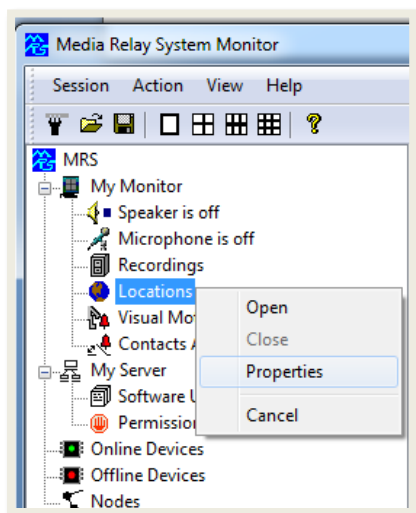 Media Relay System Monitor
Session Action View Help
MRS
My Monitor
Speaker is off
Microphone is off
Recordings
Locations
Open
Visual Mo
Close
Contacts A
Properties
My Server
Software U
Cancel
Permission
Online Devices
Offline Devices
Nodes